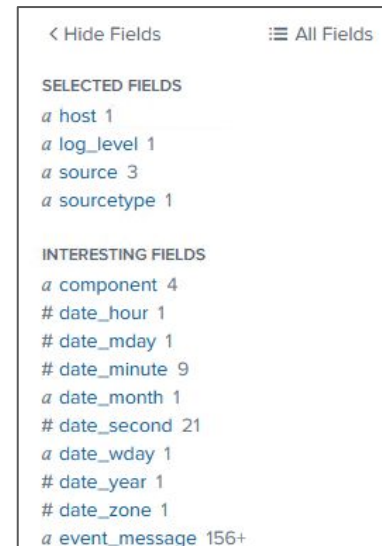 < Hide Fields
All Fields
SELECTED FIELDS
a host 1
a log_level 1
a source 3
a sourcetype 1
INTERESTING FIELDS
a component 4
# date_hour 1
# date_mday 1
# date_minute 9
a date_month 1
# date_second 21
a date_wday 1
# date_year 1
# date_zone 1
a event_message 156+